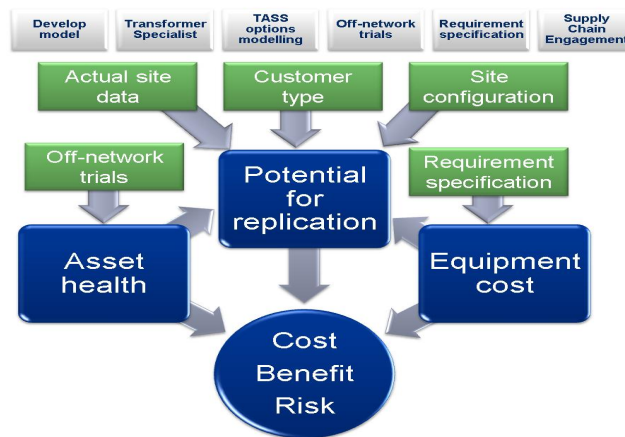 Develop
model
Transformer
Specialist
TASS
options
modelling
Off-network
trials
Requirement
specification
Supply
Chain
Engagement
Actual site
data
Customer
type
Site
configuration
Off-network
trials
Potential
for
replication
Requirement
specification
Asset
health
Equipment
cost
Cost
Benefit
Risk